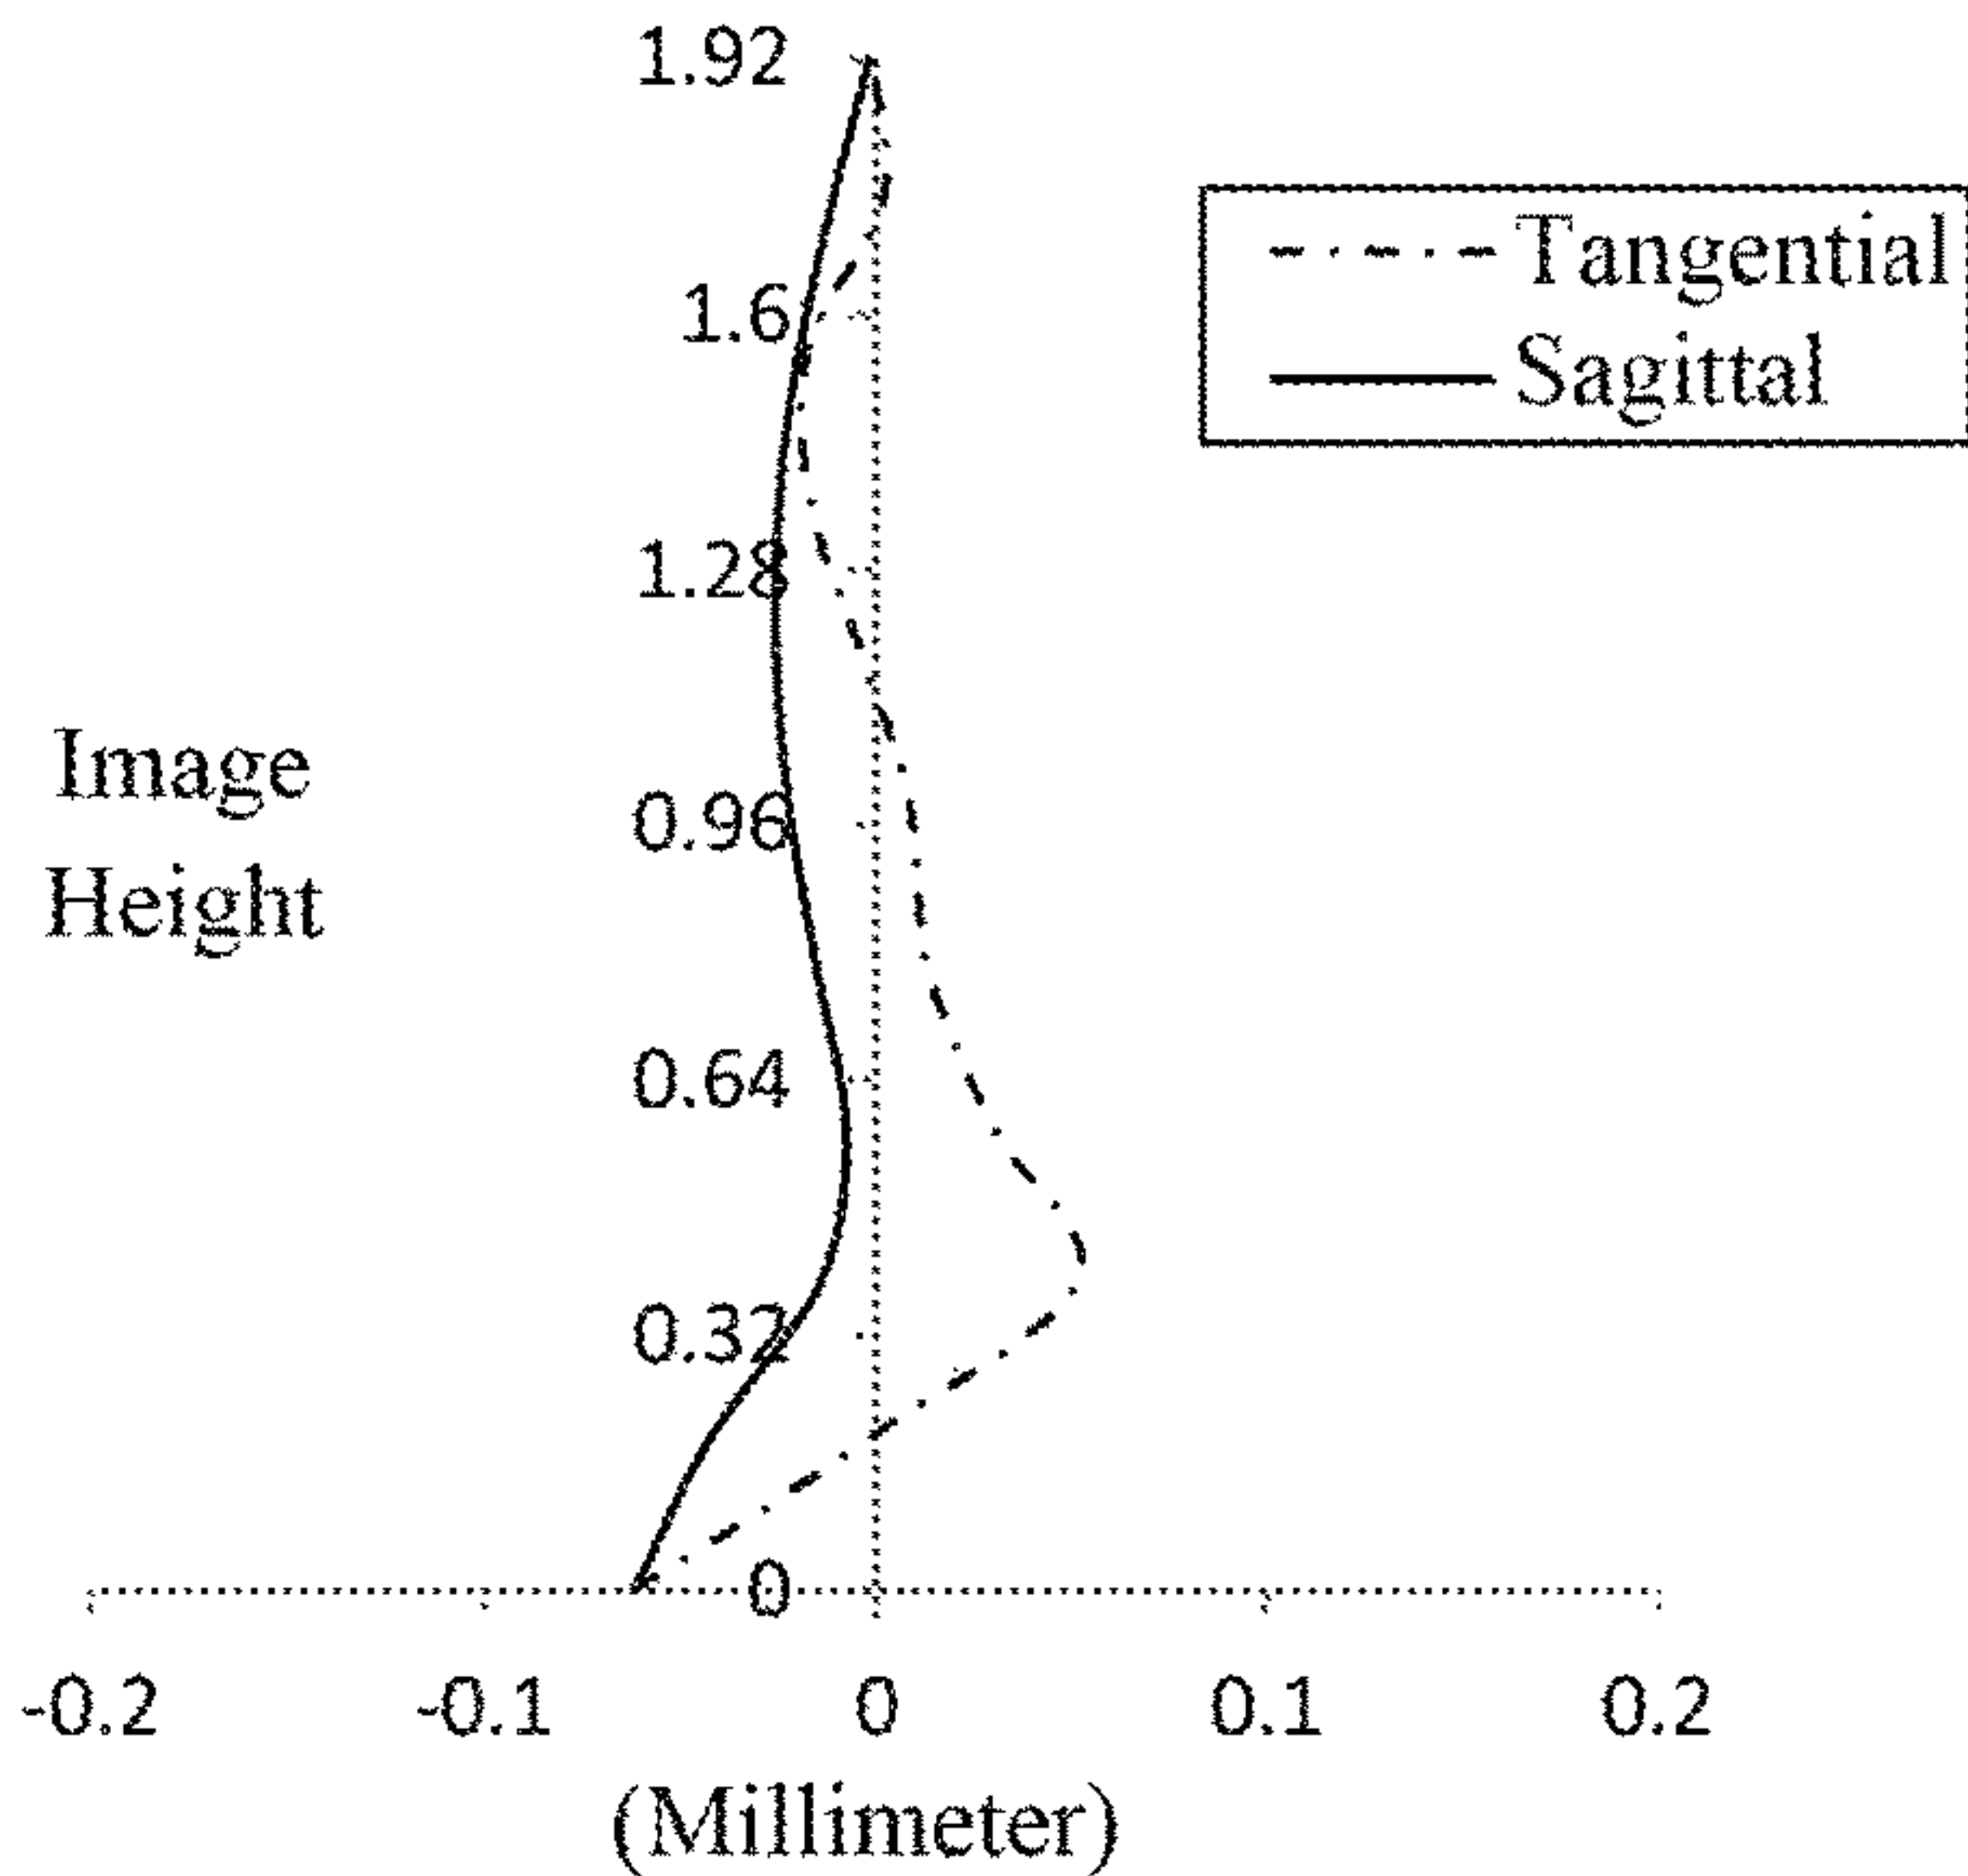 1.92
1.6
1.28
0.96
0.64
0.32
0
Image
Height
Tangential
Sagittal
-0.2
-0.1
0
0.1
0.2
(Millimeter)